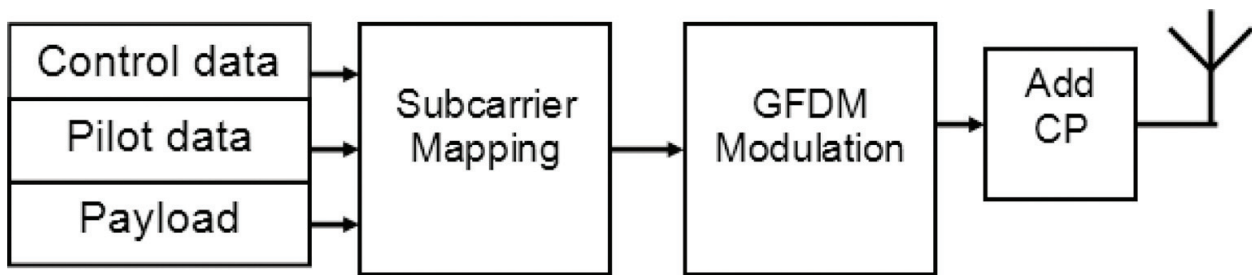 Control data
Pilot data
Payload
Subcarrier
Mapping
GFDM
Modulation
Add
CP